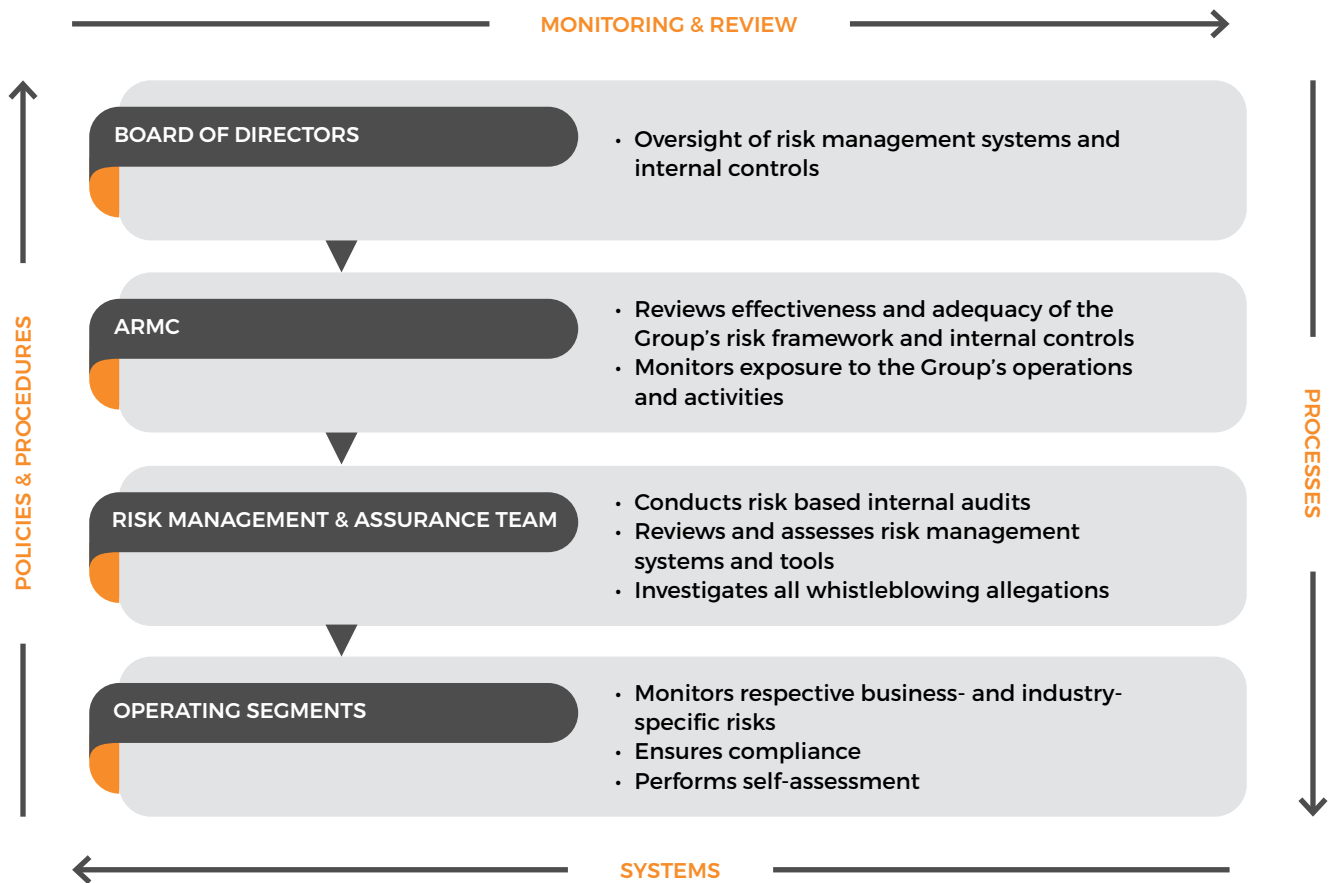 MONITORING & REVIEW
BOARD OF DIRECTORS
• Oversight of risk management systems and
internal controls
ARMC
• Reviews effectiveness and adequacy of the
Group’s risk framework and internal controls
• Monitors exposure to the Group’s operations
and activities
RISK MANAGEMENT & ASSURANCE TEAM
• Conducts risk based internal audits
• Reviews and assesses risk management
systems and tools
• Investigates all whistleblowing allegations
OPERATING SEGMENTS
• Monitors respective business- and industry-
specific risks
• Ensures compliance
• Performs self-assessment
POLICIES & PROCEDURES
PROCESSES
SYSTEMS